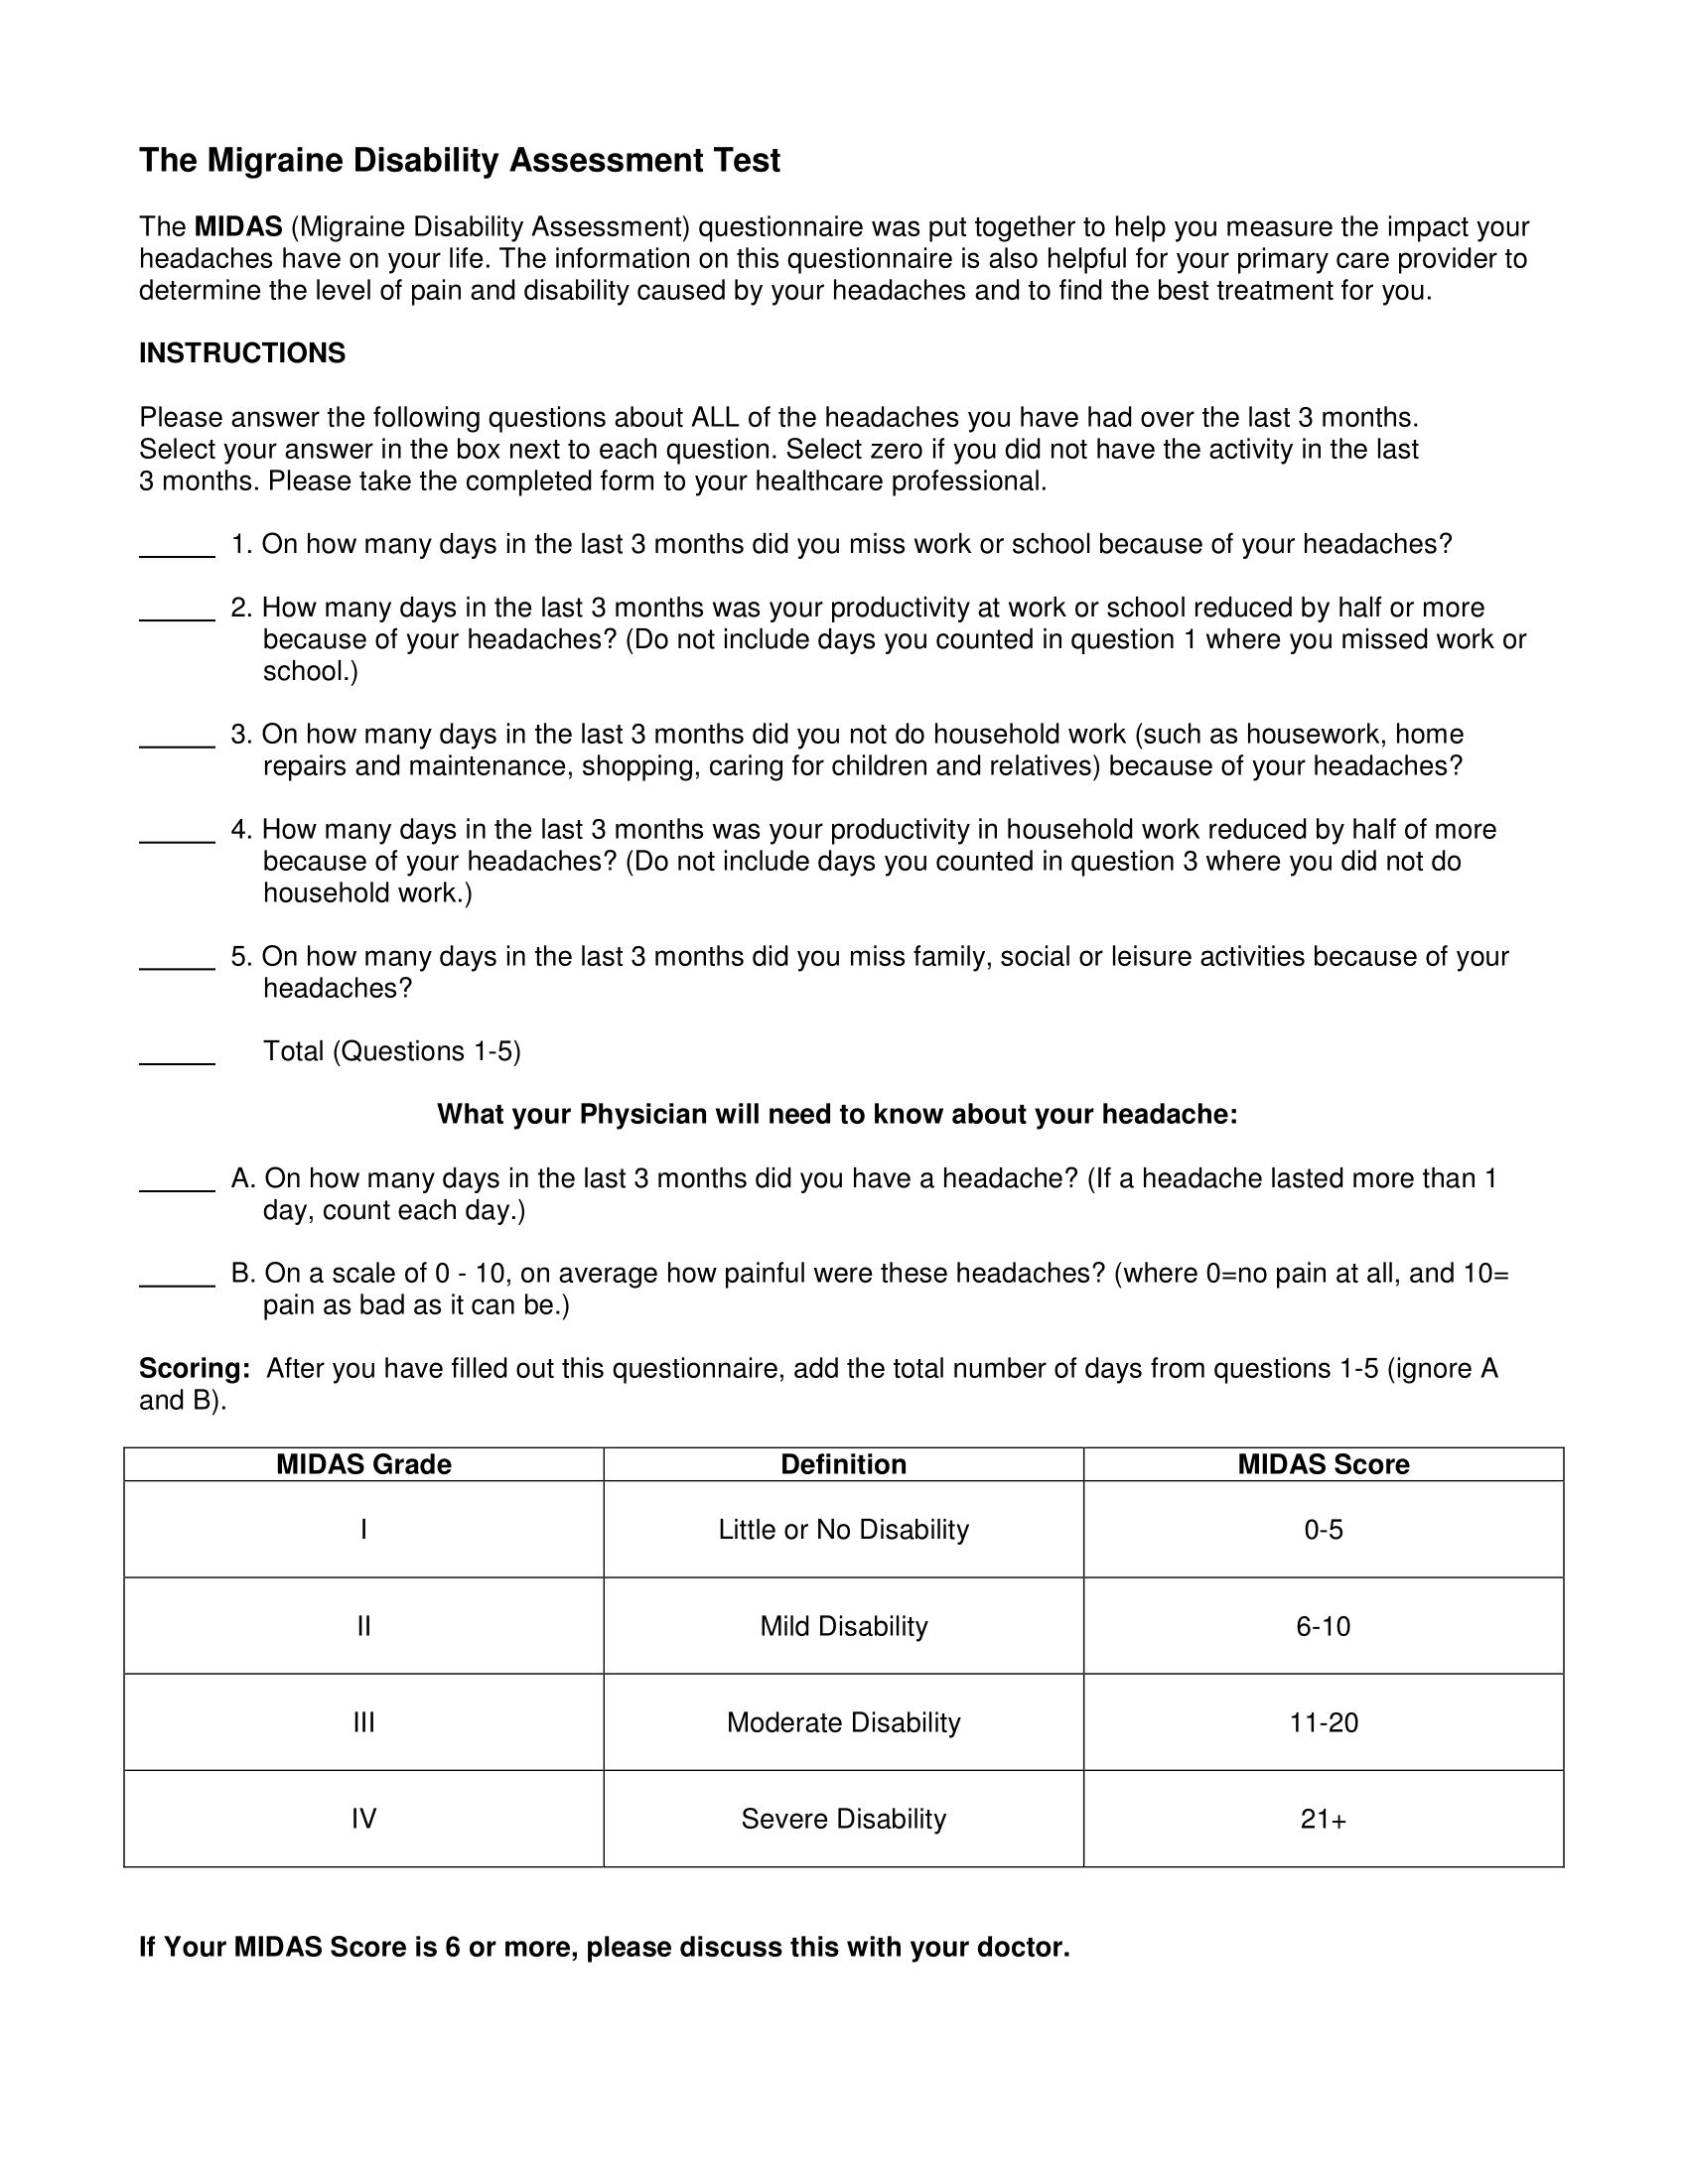 The Migraine Disability Assessment Test
The MIDAS (Migraine Disability Assessment) questionnaire was put together to help you measure the impact your
headaches have on your life. The information on this questionnaire is also helpful for your primary care provider to
determine the level of pain and disability caused by your headaches and to find the best treatment for you.
INSTRUCTIONS
Please answer the following questions about ALL of the headaches you have had over the last 3 months.
Select your answer in the box next to each question. Select zero if you did not have the activity in the last
3 months. Please take the completed form to your healthcare professional.
_____ 1. On how many days in the last 3 months did you miss work or school because of your headaches?
_____ 2. How many days in the last 3 months was your productivity at work or school reduced by half or more
because of your headaches? (Do not include days you counted in question 1 where you missed work or
school.)
_____ 3. On how many days in the last 3 months did you not do household work (such as housework, home
repairs and maintenance, shopping, caring for children and relatives) because of your headaches?
_____ 4. How many days in the last 3 months was your productivity in household work reduced by half of more
because of your headaches? (Do not include days you counted in question 3 where you did not do
household work.)
_____ 5. On how many days in the last 3 months did you miss family, social or leisure activities because of your
headaches?
_____ Total (Questions 1-5)
What your Physician will need to know about your headache:
_____ A. On how many days in the last 3 months did you have a headache? (If a headache lasted more than 1
day, count each day.)
_____ B. On a scale of 0 - 10, on average how painful were these headaches? (where 0=no pain at all, and 10=
pain as bad as it can be.)
Scoring: After you have filled out this questionnaire, add the total number of days from questions 1-5 (ignore A
and B).
MIDAS Grade Definition MIDAS Score
I Little or No Disability 0-5
II Mild Disability 6-10
III Moderate Disability 11-20
IV Severe Disability 21+
If Your MIDAS Score is 6 or more, please discuss this with your doctor.